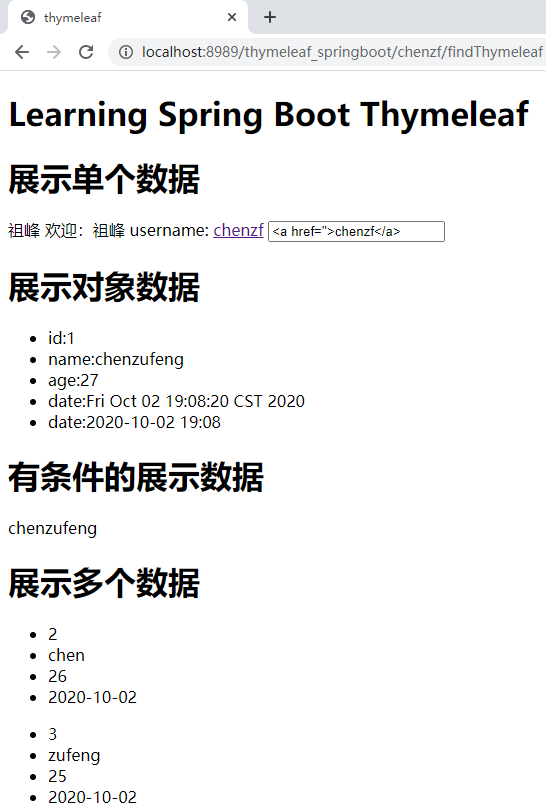 thymeleaf
localhost:8989/thymeleaf_springboot/chenzf/findThymeleaf
Learning Spring Boot Thymeleaf
展示单个数据
祖峰 欢迎：祖峰 username: chenzf <a href=''>chenzf</a>
展示对象数据
id:1
name:chenzufeng
age:27
date:Fri Oct 02 19:08:20 CST 2020
date:2020-10-02 19:08
有条件的展示数据
chenzufeng
展示多个数据
2
chen
26
2020-10-02
3
zufeng
25
2020-10-02